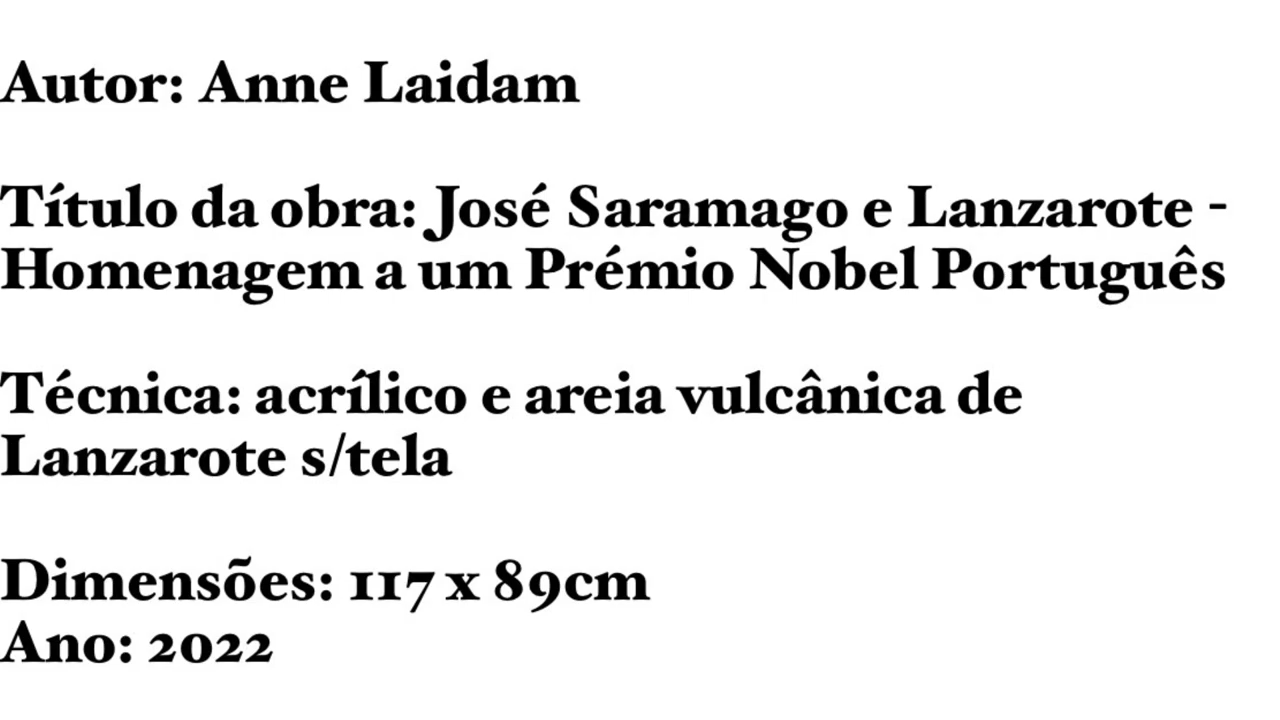 Autor: Anne Laidam
Título da obra: José Saramago e Lanzarote -
Homenagem a um Prémio Nobel Português
Técnica: acrílico e areia vulcânica de
Lanzarote s/tela
Dimensões: 117 x 89cm
Ano: 2022